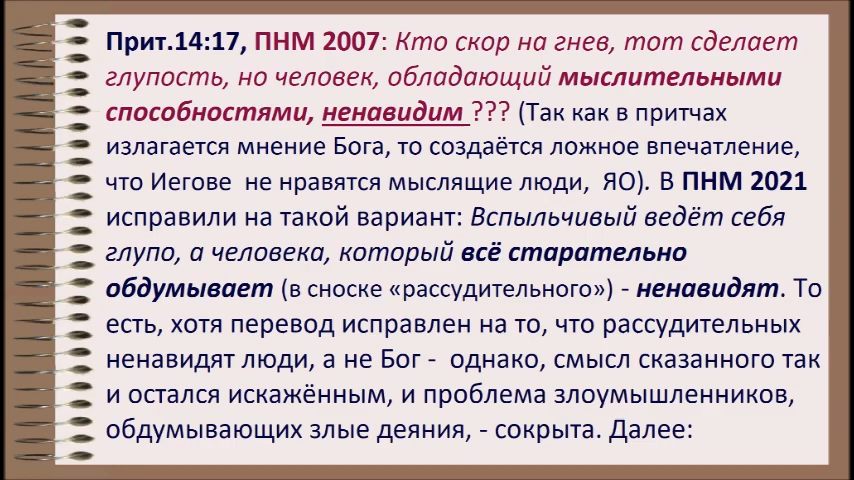 Прит.14:17, ПНМ 2007: Кто скор на гнев, тот сделает
глупость, но человек, обладающий мыслительными
способностями, ненавидим ??? (Так как в притчах
излагается мнение Бога, то создаётся ложное впечатление,
что Иегове не нравятся мыслящие люди, ЯО). В ПНМ 2021
исправили на такой вариант: Вспыльчивый ведёт себя
глупо, а человека, который всё старательно
обдумывает (в сноске «рассудительного») - ненавидят. То
есть, хотя перевод исправлен на то, что рассудительных
ненавидят люди, а не Бог - однако, смысл сказанного так
и остался искажённым, и проблема злоумышленников,
обдумывающих злые деяния, - сокрыта. Далее: